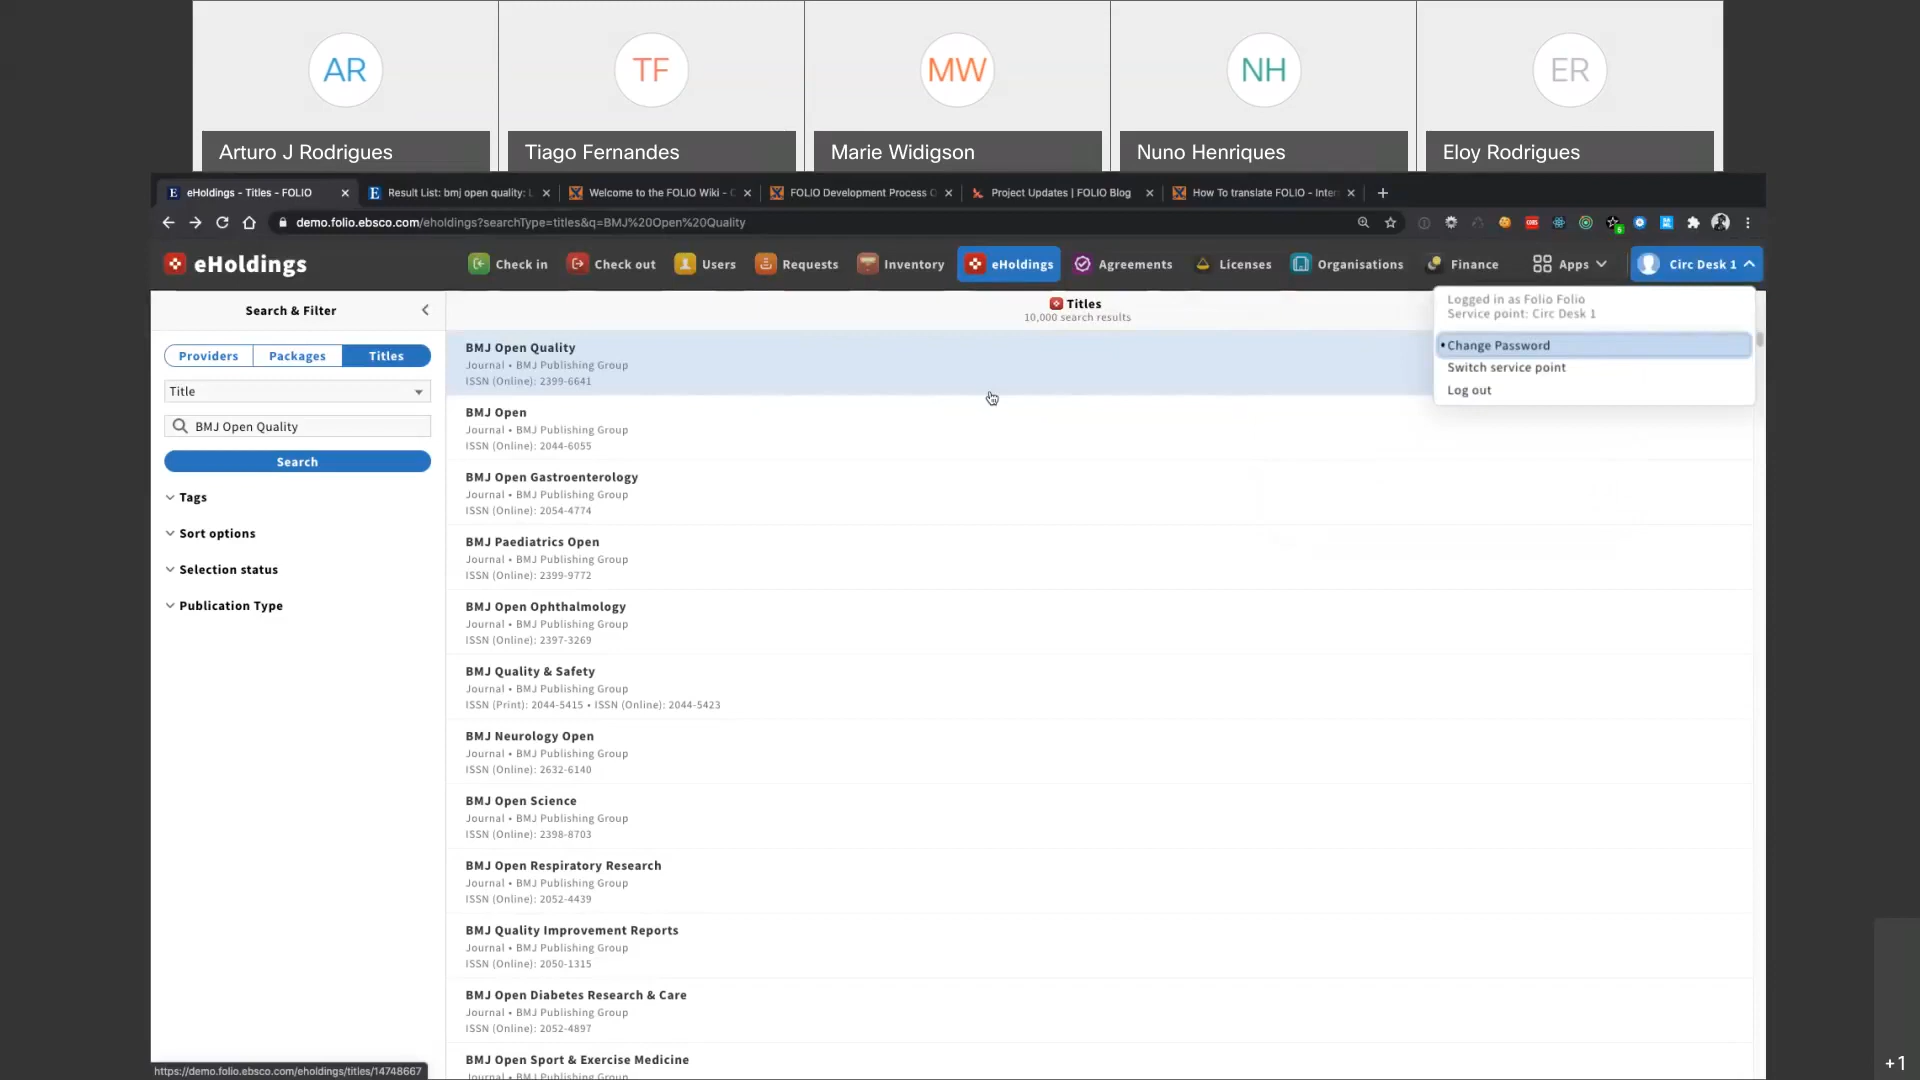 AR
TF
MW
NH
ER
Arturo J Rodrigues
Tiago Fernandes
Marie Widigson
Nuno Henriques
Eloy Rodrigues
eHoldings - Titles - FOLIO
Result List: bmj open quality:
Welcome to the FOLIO Wiki -
FOLIO Development Process
Project Updates | FOLIO Blog
How To translate FOLIO - Inter
demo.folio.ebsco.com/eholdings?searchType=titles&q=BMJ%20Open%20Quality
eHoldings
Check in
Check out
Users
Requests
Inventory
eHoldings
Agreements
Licenses
Organisations
Finance
Apps
Circ Desk 1
Logged in as Folio Folio
Service point: Circ Desk 1
Change Password
Switch service point
Log out
Search & Filter
Providers
Packages
Titles
Title
BMJ Open Quality
Search
Tags
Sort options
Selection status
Publication Type
Titles
10,000 search results
BMJ Open Quality
Journal • BMJ Publishing Group
ISSN (Online): 2399-6641
BMJ Open
Journal • BMJ Publishing Group
ISSN (Online): 2044-6055
BMJ Open Gastroenterology
Journal • BMJ Publishing Group
ISSN (Online): 2054-4774
BMJ Paediatrics Open
Journal • BMJ Publishing Group
ISSN (Online): 2399-9772
BMJ Open Ophthalmology
Journal • BMJ Publishing Group
ISSN (Online): 2397-3269
BMJ Quality & Safety
Journal • BMJ Publishing Group
ISSN (Print): 2044-5415 • ISSN (Online): 2044-5423
BMJ Neurology Open
Journal • BMJ Publishing Group
ISSN (Online): 2632-6140
BMJ Open Science
Journal • BMJ Publishing Group
ISSN (Online): 2398-8703
BMJ Open Respiratory Research
Journal • BMJ Publishing Group
ISSN (Online): 2052-4439
BMJ Quality Improvement Reports
Journal • BMJ Publishing Group
ISSN (Online): 2050-1315
BMJ Open Diabetes Research & Care
Journal • BMJ Publishing Group
ISSN (Online): 2052-4897
BMJ Open Sport & Exercise Medicine
Journal • BMJ Publishing Group
https://demo.folio.ebsco.com/eholdings/titles/14748667
+1